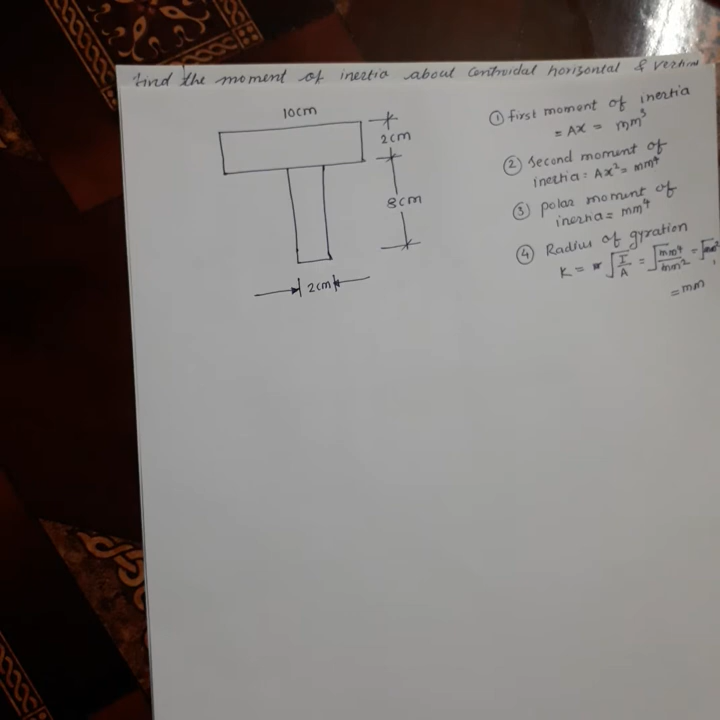 find the moment of inertia about Centroidal horizontal & vertical
10cm
2cm
8cm
2cm
① first moment of inertia
= AX = mm³
② Second moment of
inertia = AX² = mm⁴
③ polar moment of
inertia = mm⁴
④ Radius of gyration
K = √I/A = √mm⁴/mm² =
= mm